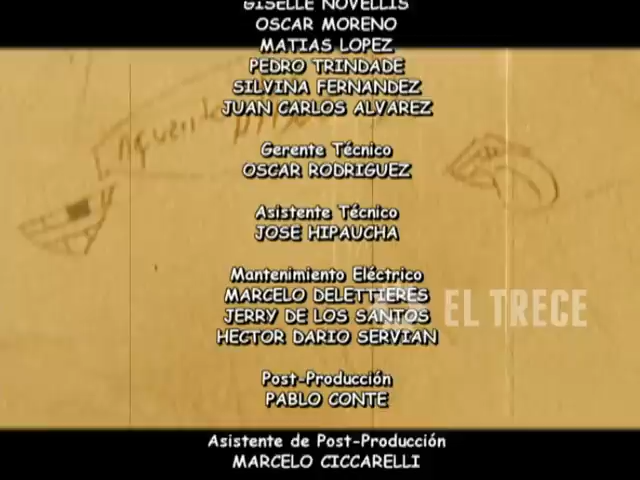 GISELLE NOVELLIS
OSCAR MORENO
MATIAS LOPEZ
PEDRO TRINDADE
SILVINA FERNANDEZ
JUAN CARLOS ALVAREZ
Gerente Técnico
OSCAR RODRIGUEZ
Asistente Técnico
JOSE HIPAUCHA
Mantenimiento Eléctrico
MARCELO DELETTIERES
JERRY DE LOS SANTOS
HECTOR DARIO SERVIAN
EL TRECE
Post-Producción
PABLO CONTE
Asistente de Post-Producción
MARCELO CICCARELLI